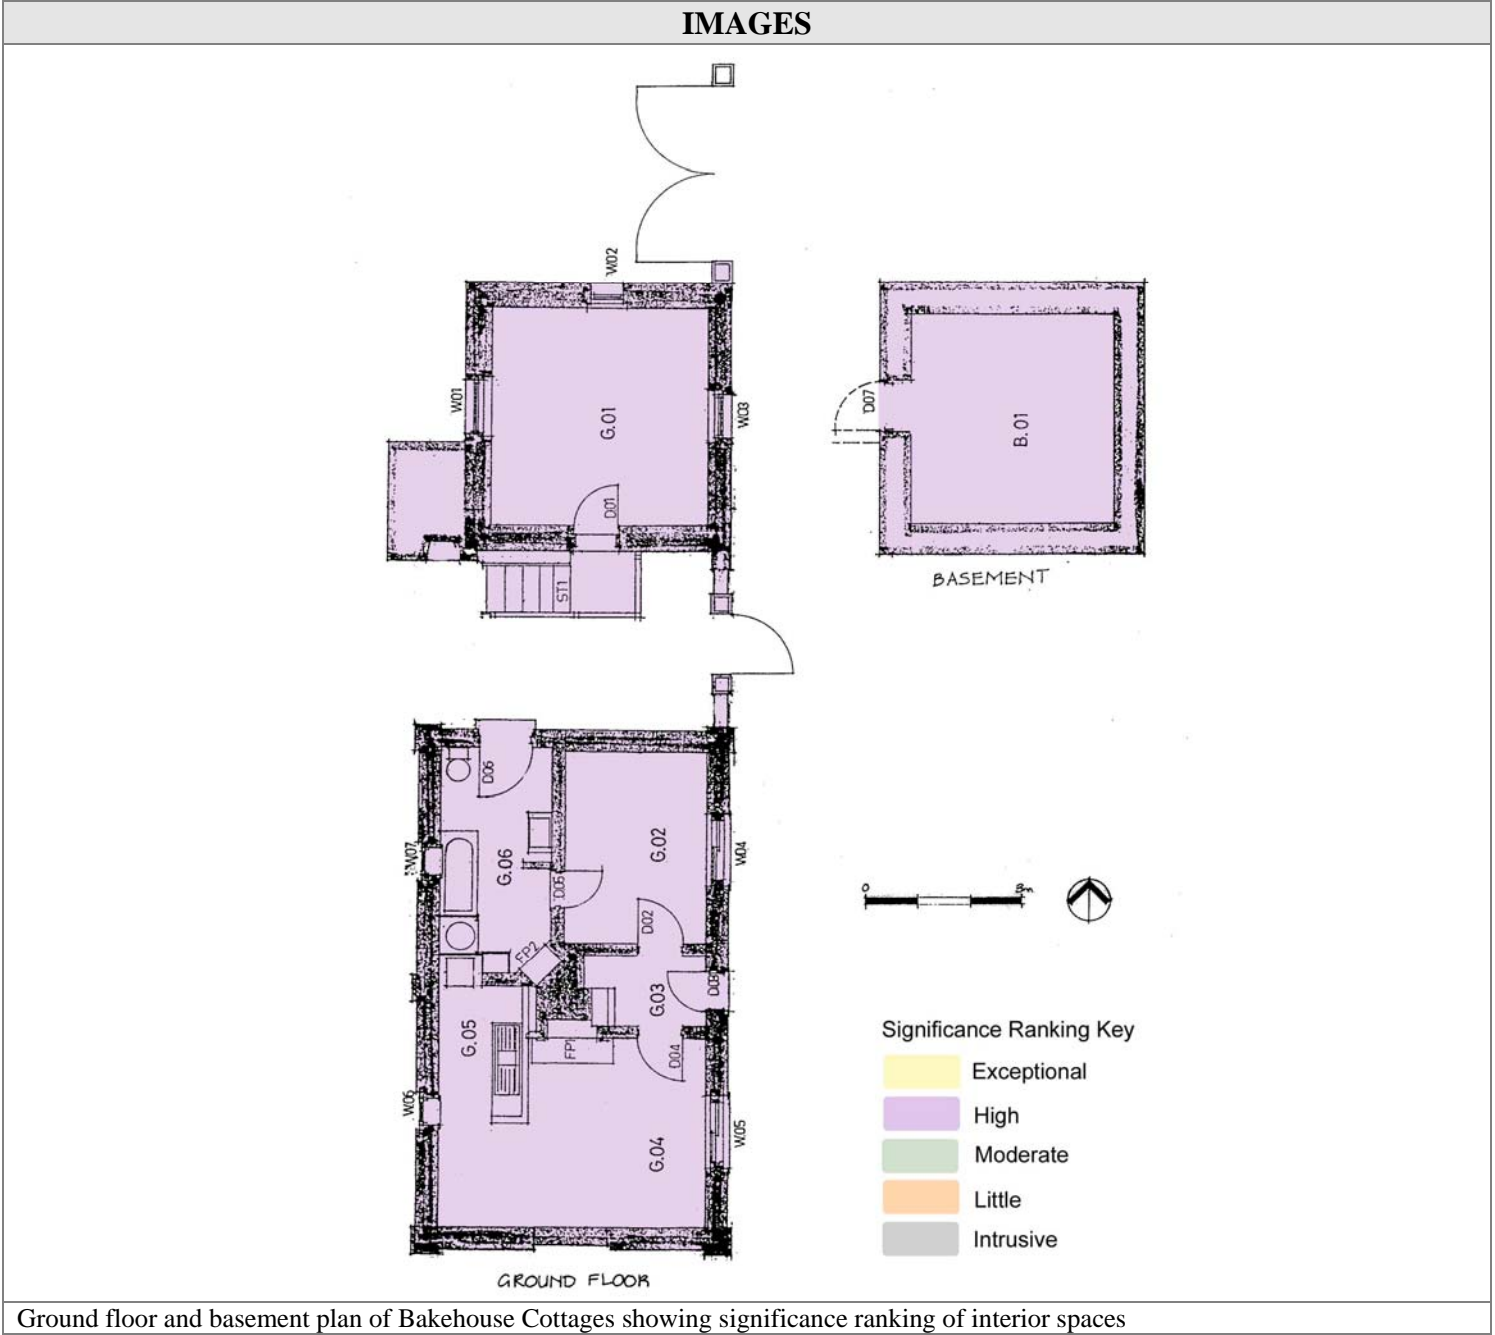 IMAGES
W02
W01
G.01
W03
D01
ST1
D07
B.01
BASEMENT
D06
W07
G.06
G.02
W04
D05
D02
FP2
D03
G.03
G.05
FP1
D04
W06
G.04
W05
GROUND FLOOR
0
3m
Significance Ranking Key
Exceptional
High
Moderate
Little
Intrusive
Ground floor and basement plan of Bakehouse Cottages showing significance ranking of interior spaces